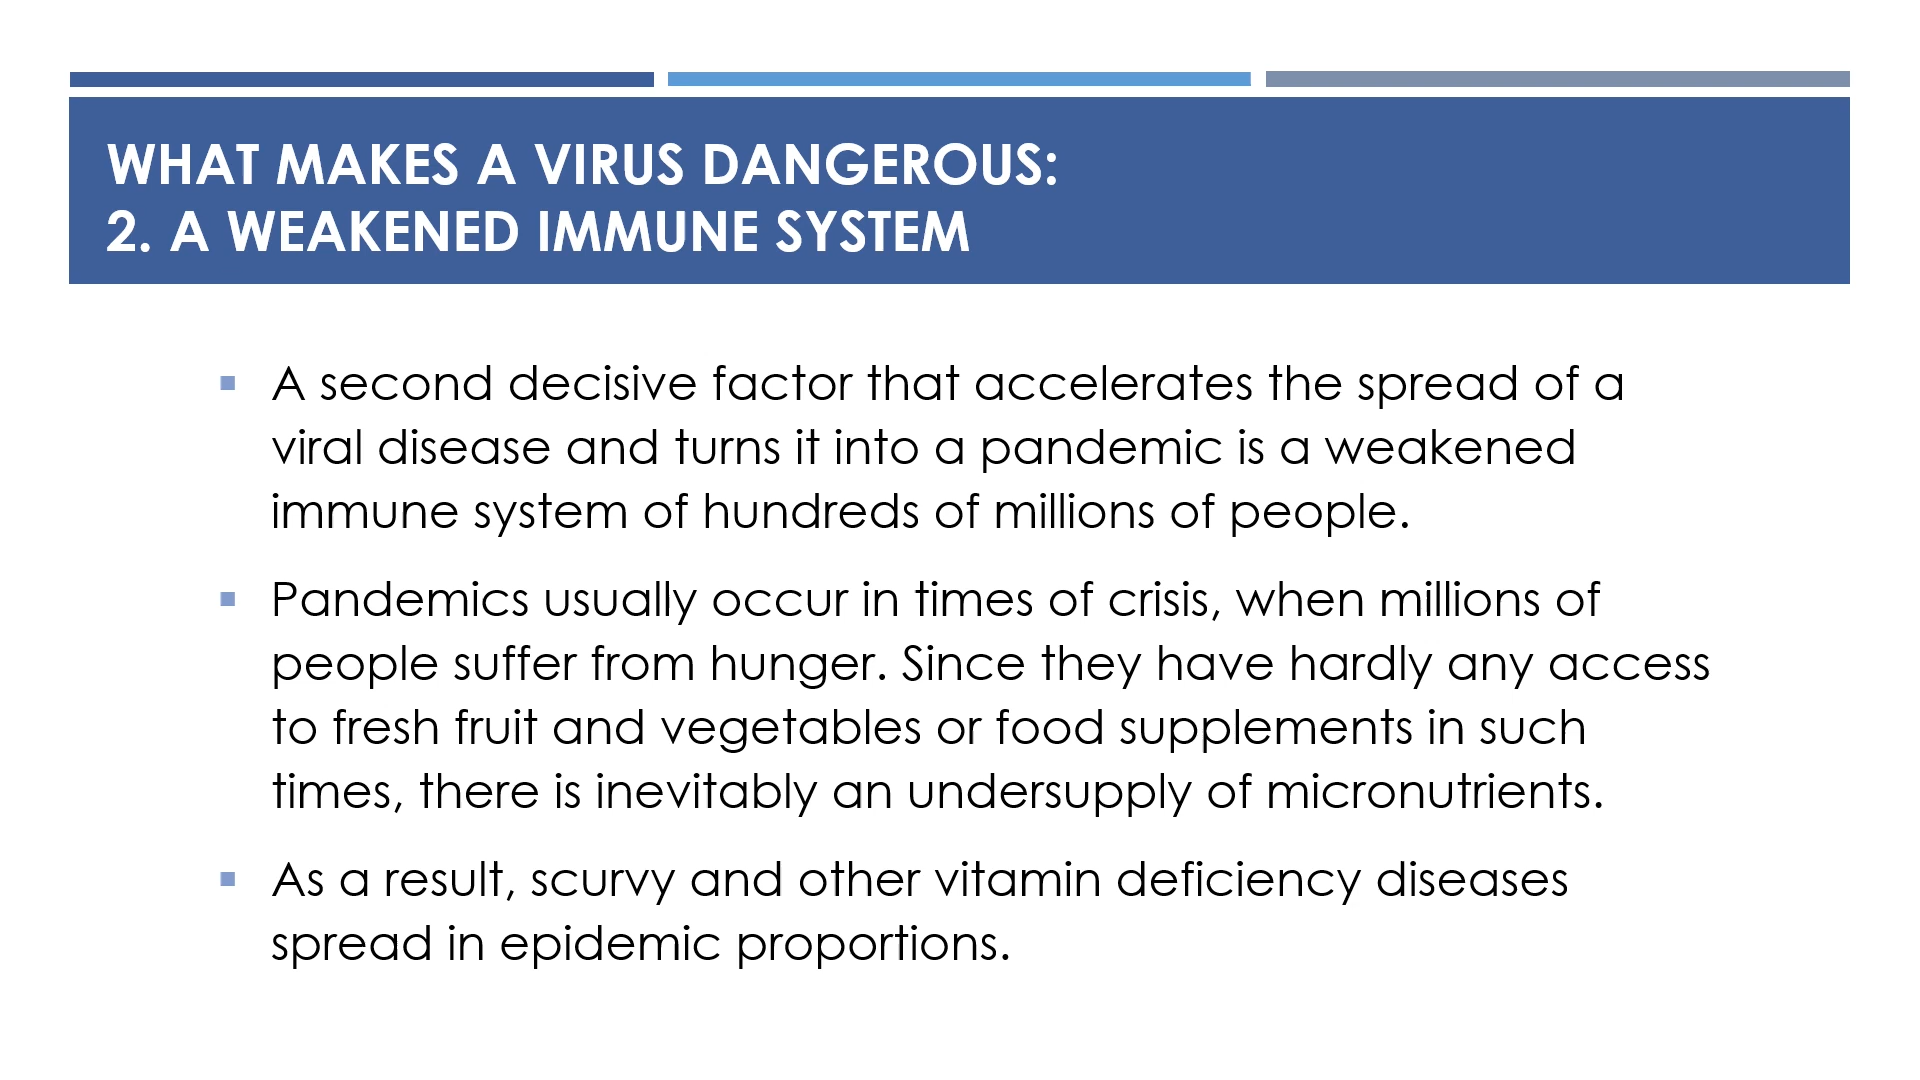 WHAT MAKES A VIRUS DANGEROUS:
2. A WEAKENED IMMUNE SYSTEM
A second decisive factor that accelerates the spread of a
viral disease and turns it into a pandemic is a weakened
immune system of hundreds of millions of people.
Pandemics usually occur in times of crisis, when millions of
people suffer from hunger. Since they have hardly any access
to fresh fruit and vegetables or food supplements in such
times, there is inevitably an undersupply of micronutrients.
As a result, scurvy and other vitamin deficiency diseases
spread in epidemic proportions.